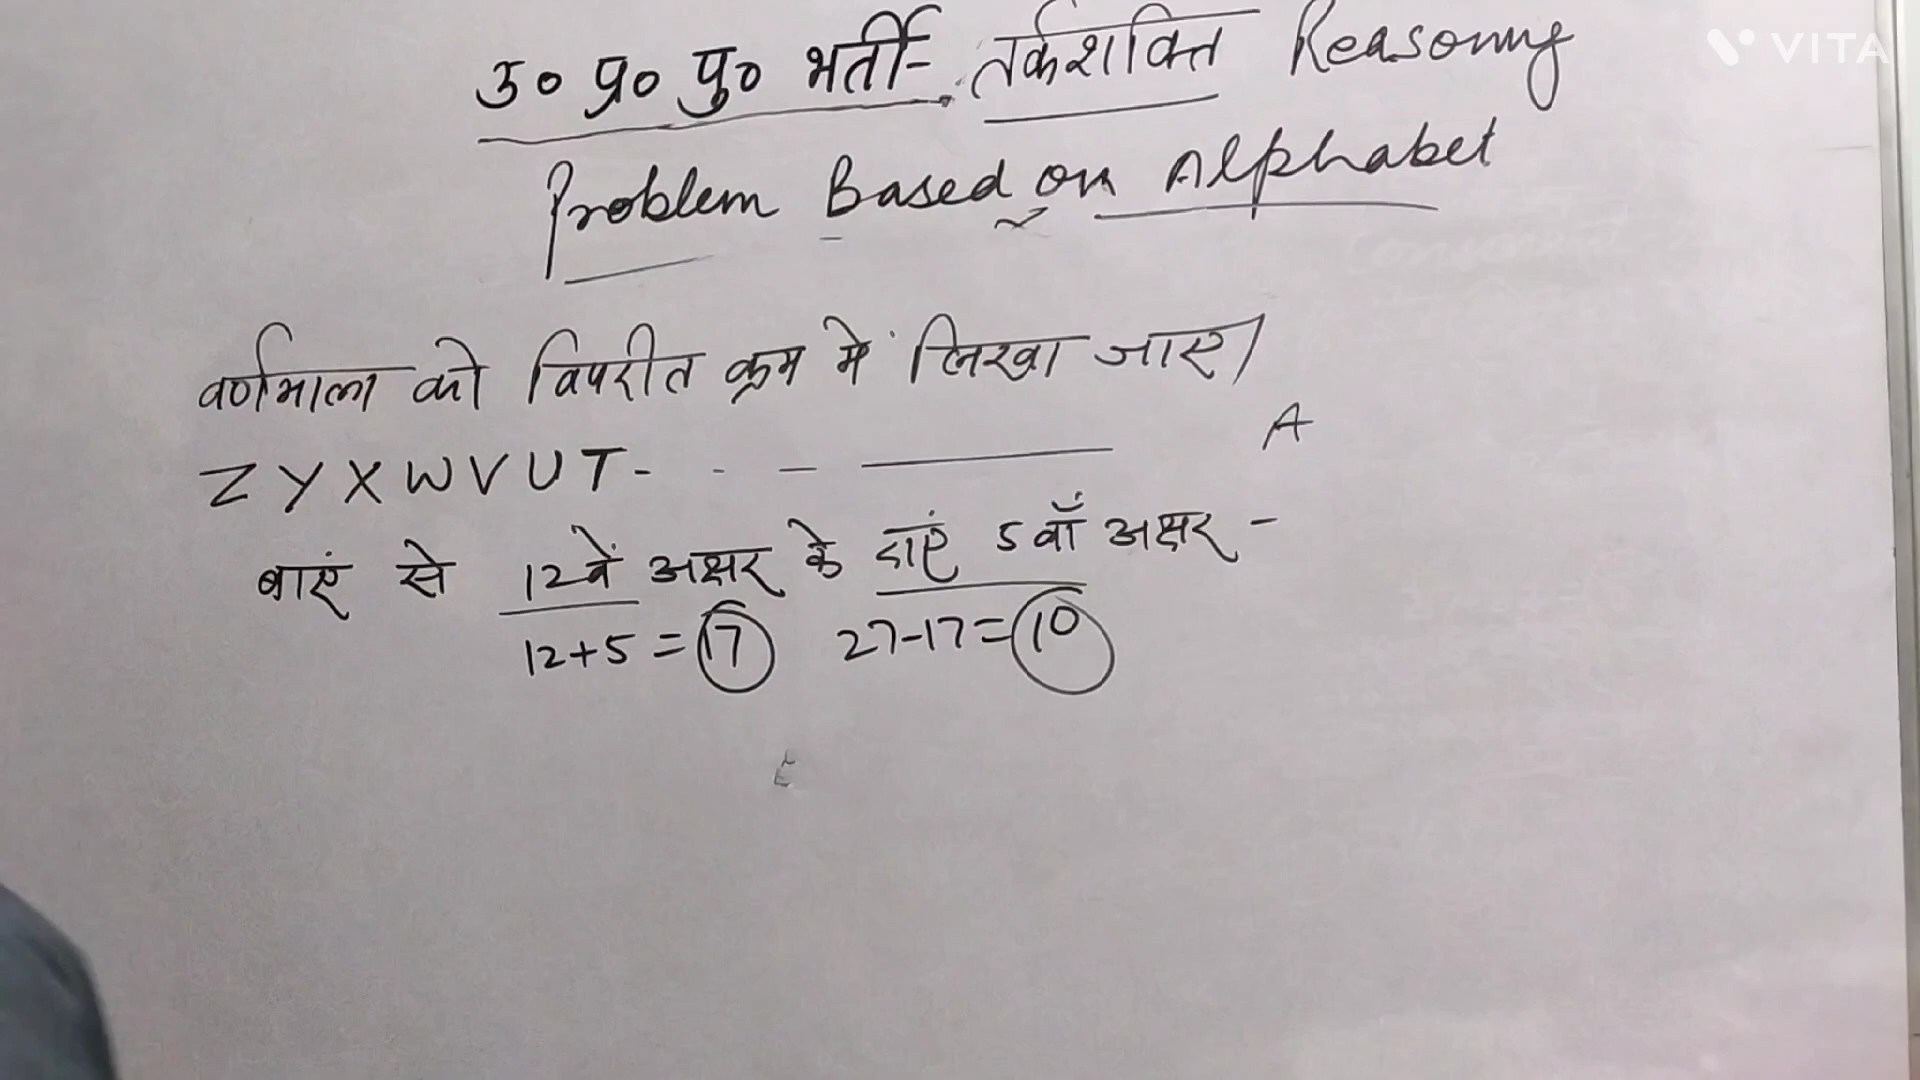 उ० प्र० पु० भर्ती- तर्कशक्ति Reasoning
VITA
Problem Based on Alphabet
वर्णमाला को विपरीत क्रम में लिखा जाए।
Z Y X W V U T - - - — A
बाएं से 12वें अक्षर के दाएं 5वाँ अक्षर -
12+5=17 27-17=10